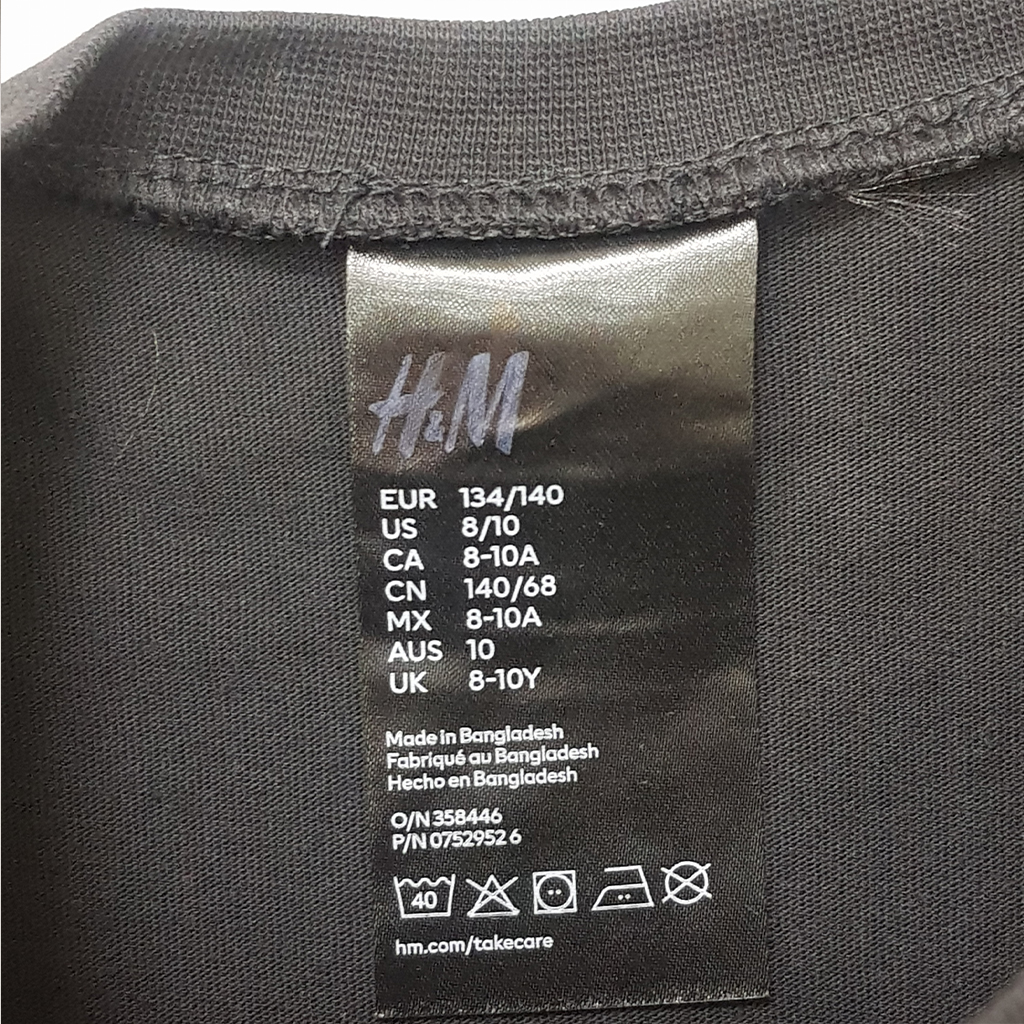 H&M
EUR 134/140
US 8/10
CA 8-10A
CN 140/68
MX 8-10A
AUS 10
UK 8-10Y
Made in Bangladesh
Fabriqué au Bangladesh
Hecho en Bangladesh
O/N 358446
P/N 0752952 6
40
hm.com/takecare